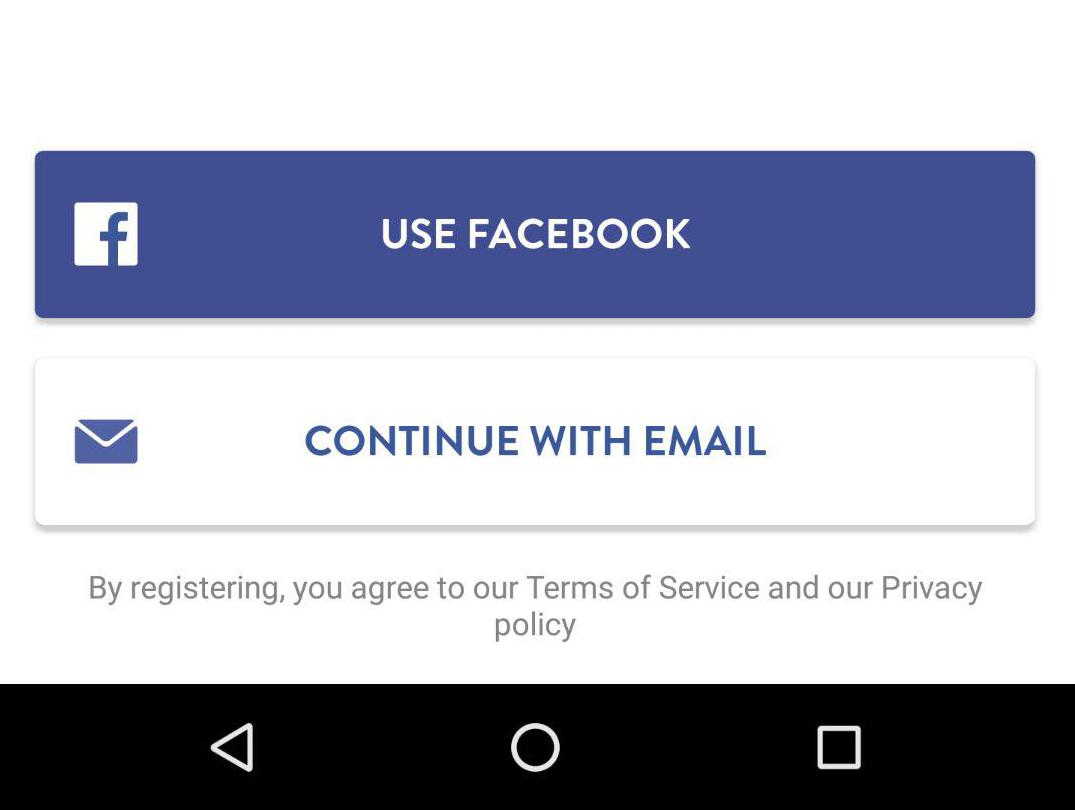 USE FACEBOOK
CONTINUE WITH EMAIL
By registering, you agree to our Terms of Service and our Privacy
policy